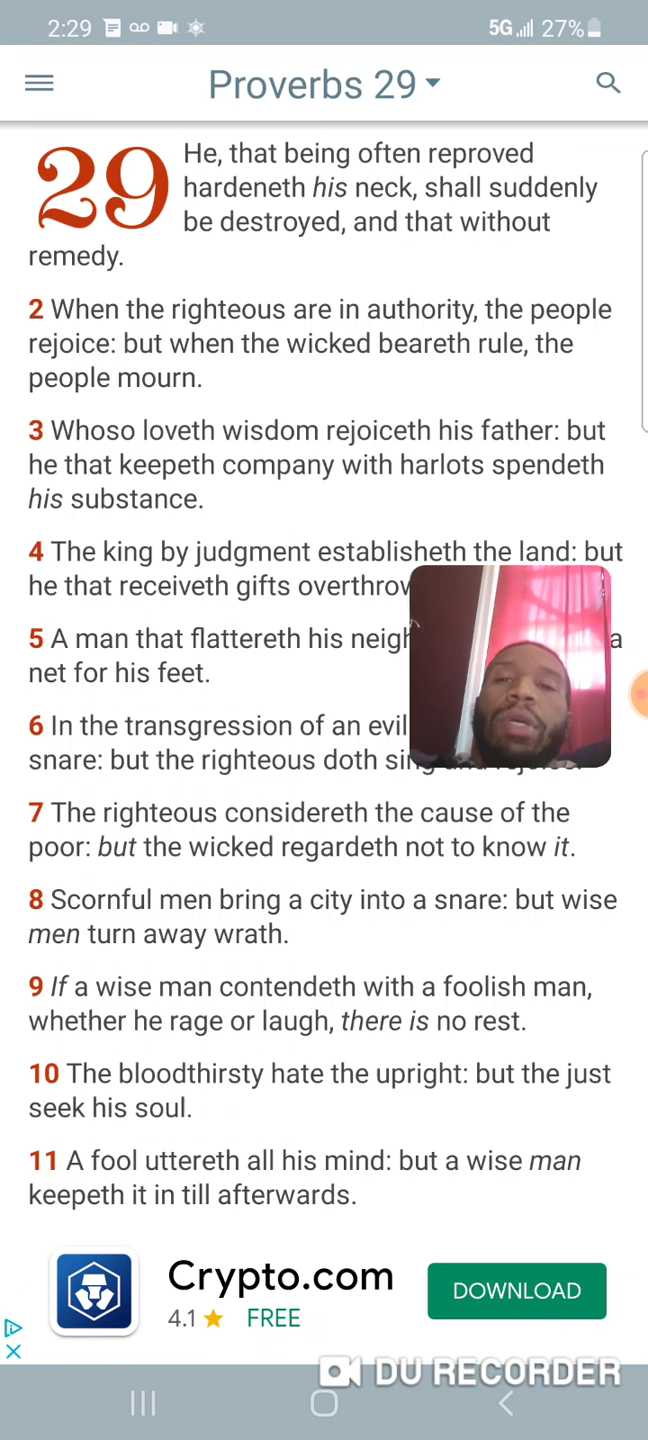 2:29
5G 27%
Proverbs 29
29 He, that being often reproved
hardeneth his neck, shall suddenly
be destroyed, and that without
remedy.
2 When the righteous are in authority, the people
rejoice: but when the wicked beareth rule, the
people mourn.
3 Whoso loveth wisdom rejoiceth his father: but
he that keepeth company with harlots spendeth
his substance.
4 The king by judgment establisheth the land: but
he that receiveth gifts
5 A man that flattereth his a
net for his feet.
6 In the transgression of an evil
snare: but the righteous doth sing
7 The righteous considereth the cause of the
poor: but the wicked regardeth not to know it.
8 Scornful men bring a city into a snare: but wise
men turn away wrath.
9 If a wise man contendeth with a foolish man,
whether he rage or laugh, there is no rest.
10 The bloodthirsty hate the upright: but the just
seek his soul.
11 A fool uttereth all his mind: but a wise man
keepeth it in till afterwards.
Crypto.com
4.1 FREE
DOWNLOAD
DU RECORDER